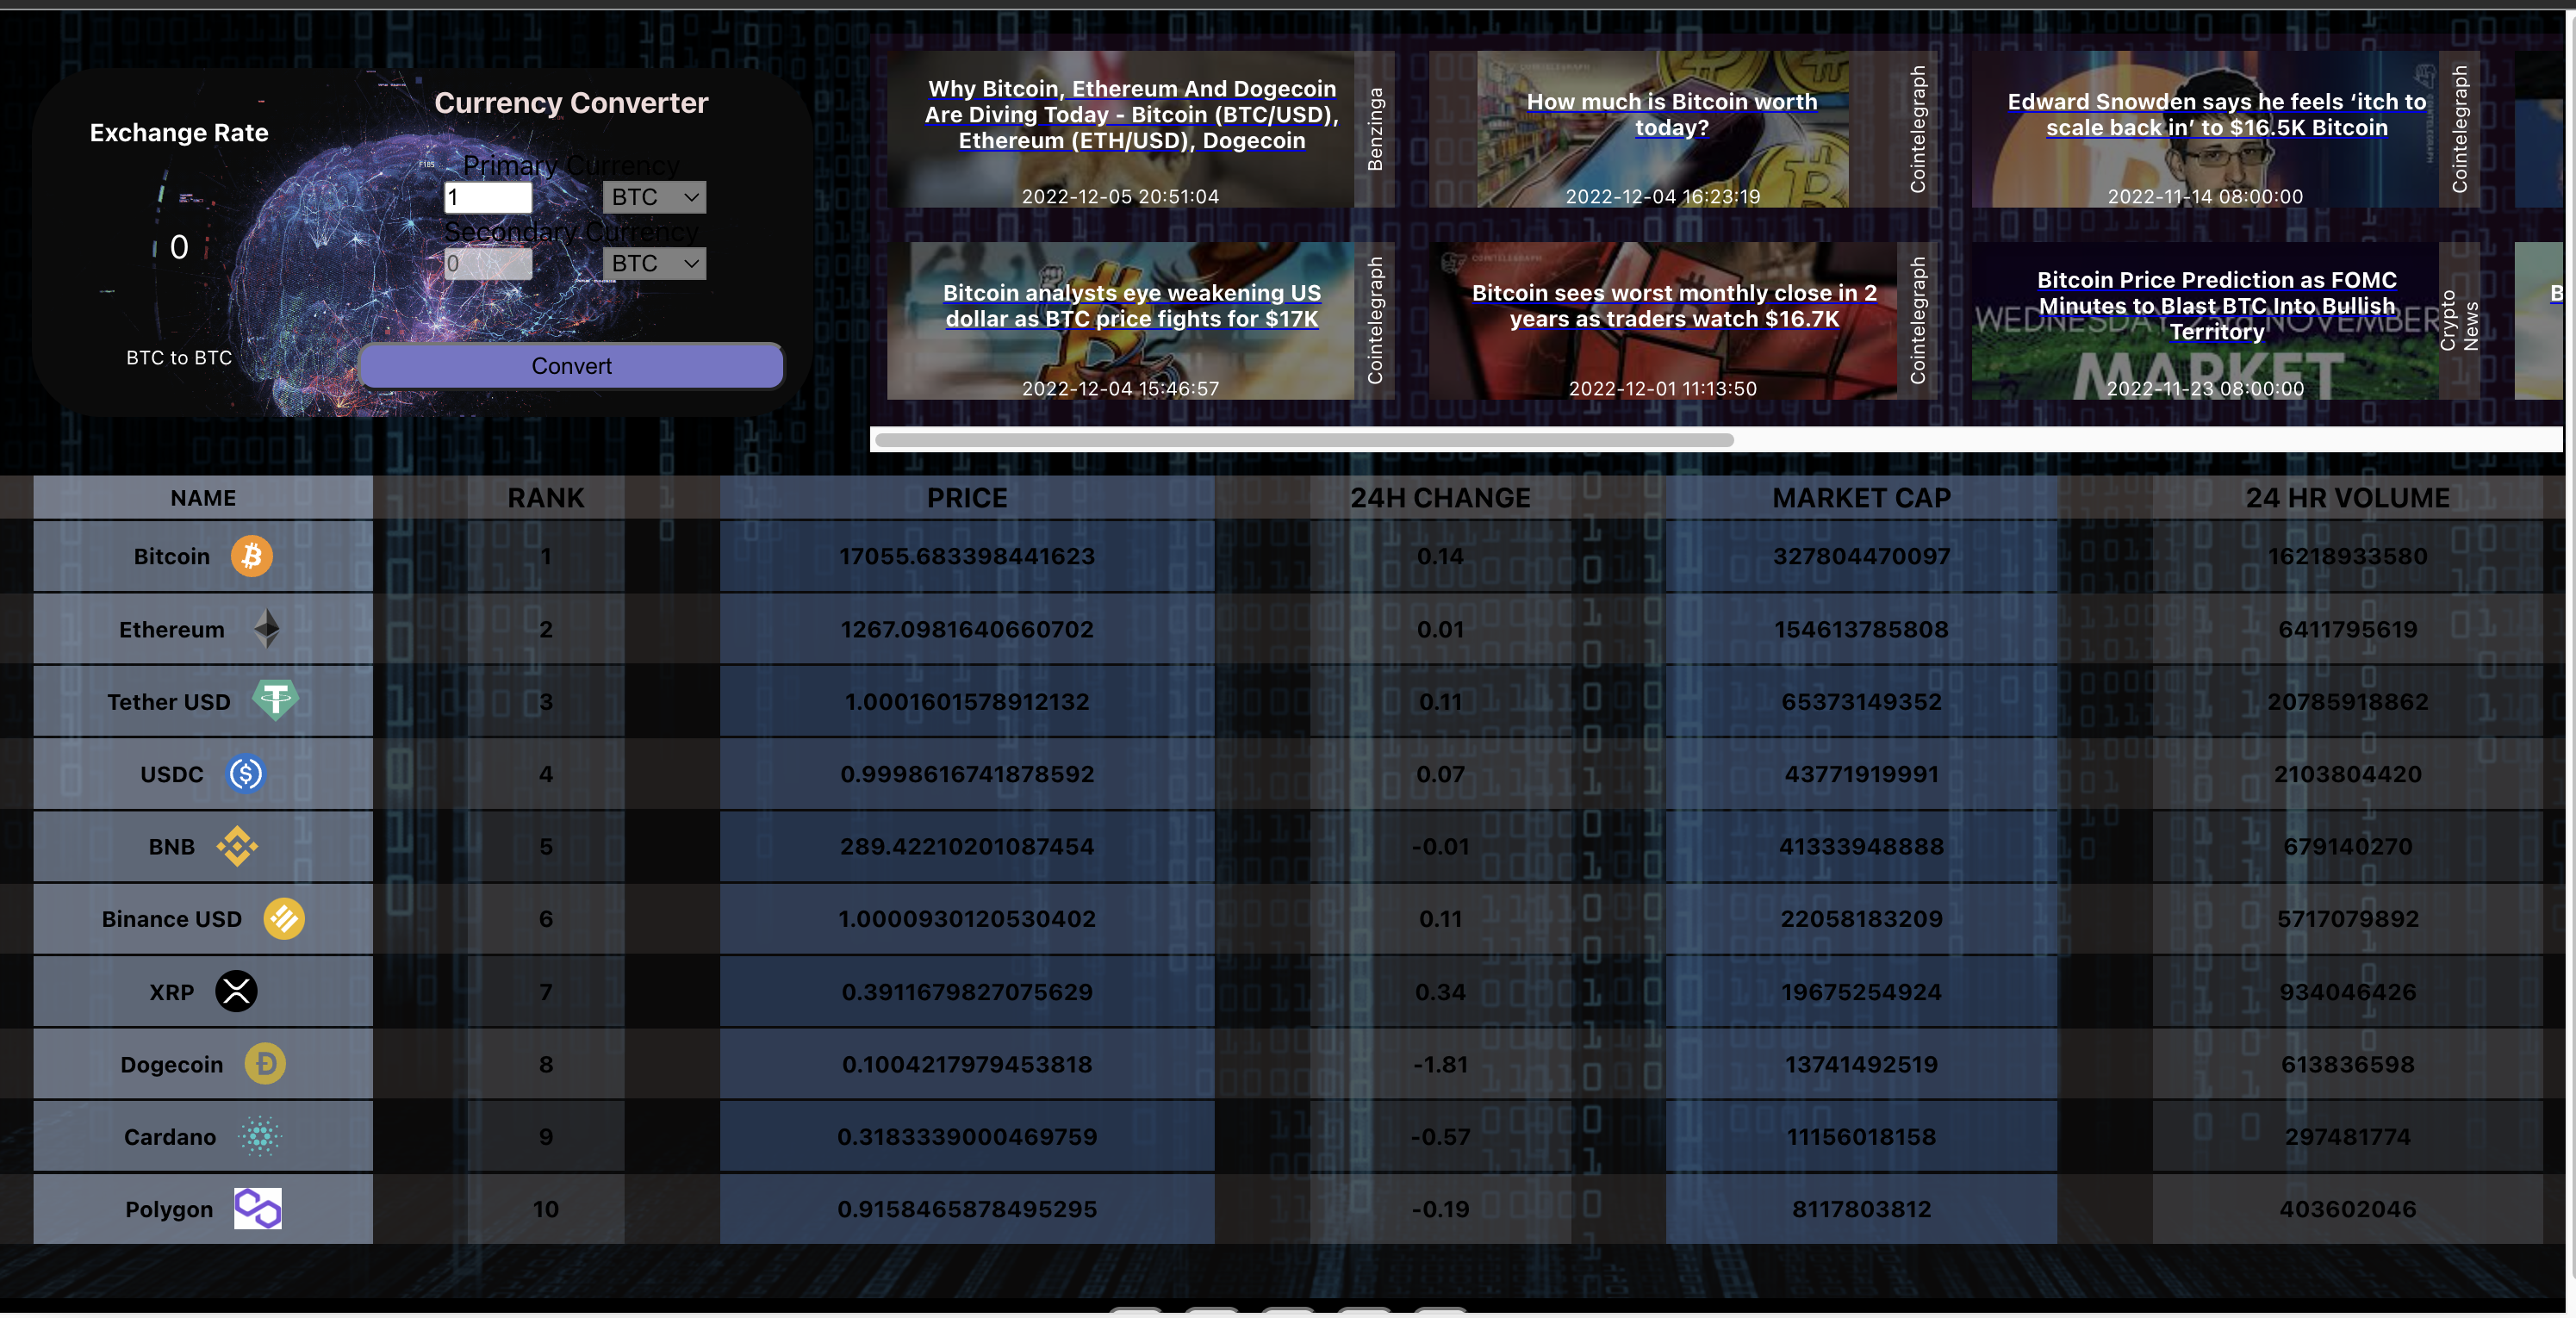 Currency Converter
Exchange Rate
Primary Currency
1 BTC
0
Secondary Currency
0 BTC
BTC to BTC
Convert
Why Bitcoin, Ethereum And Dogecoin
Are Diving Today - Bitcoin (BTC/USD),
Ethereum (ETH/USD), Dogecoin
2022-12-05 20:51:04
Benzinga
How much is Bitcoin worth
today?
2022-12-04 16:23:19
Cointelegraph
Edward Snowden says he feels ‘itch to
scale back in’ to $16.5K Bitcoin
2022-11-14 08:00:00
Cointelegraph
Bitcoin analysts eye weakening US
dollar as BTC price fights for $17K
2022-12-04 15:46:57
Cointelegraph
COINTELEGRAPH
Bitcoin sees worst monthly close in 2
years as traders watch $16.7K
2022-12-01 11:13:50
Cointelegraph
Bitcoin Price Prediction as FOMC
Minutes to Blast BTC Into Bullish
Territory
MARKET
2022-11-23 08:00:00
Crypto
News
B
NAME RANK PRICE 24H CHANGE MARKET CAP 24 HR VOLUME
Bitcoin 1 17055.683398441623 0.14 327804470097 16218933580
Ethereum 2 1267.0981640660702 0.01 154613785808 6411795619
Tether USD 3 1.0001601578912132 0.11 65373149352 20785918862
USDC 4 0.9998616741878592 0.07 43771919991 2103804420
BNB 5 289.42210201087454 -0.01 41333948888 679140270
Binance USD 6 1.0000930120530402 0.11 22058183209 5717079892
XRP 7 0.3911679827075629 0.34 19675254924 934046426
Dogecoin 8 0.1004217979453818 -1.81 13741492519 613836598
Cardano 9 0.3183339000469759 -0.57 11156018158 297481774
Polygon 10 0.9158465878495295 -0.19 8117803812 403602046